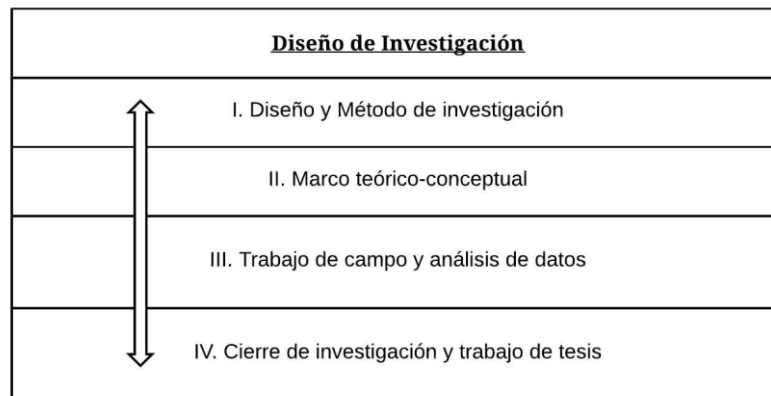 Diseño de Investigación
I. Diseño y Método de investigación
II. Marco teórico-conceptual
III. Trabajo de campo y análisis de datos
IV. Cierre de investigación y trabajo de tesis